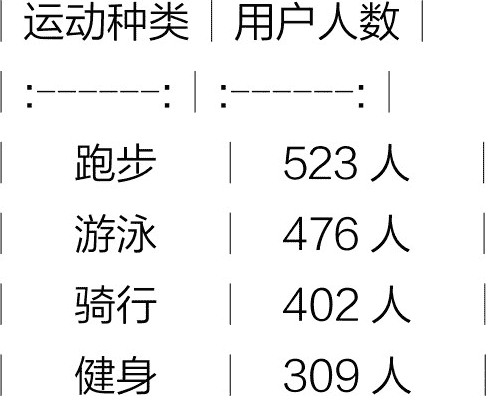 | 运动种类 | 用户人数 |
| :------: | :------: |
| 跑步 | 523 人 |
| 游泳 | 476 人 |
| 骑行 | 402 人 |
| 健身 | 309 人 |